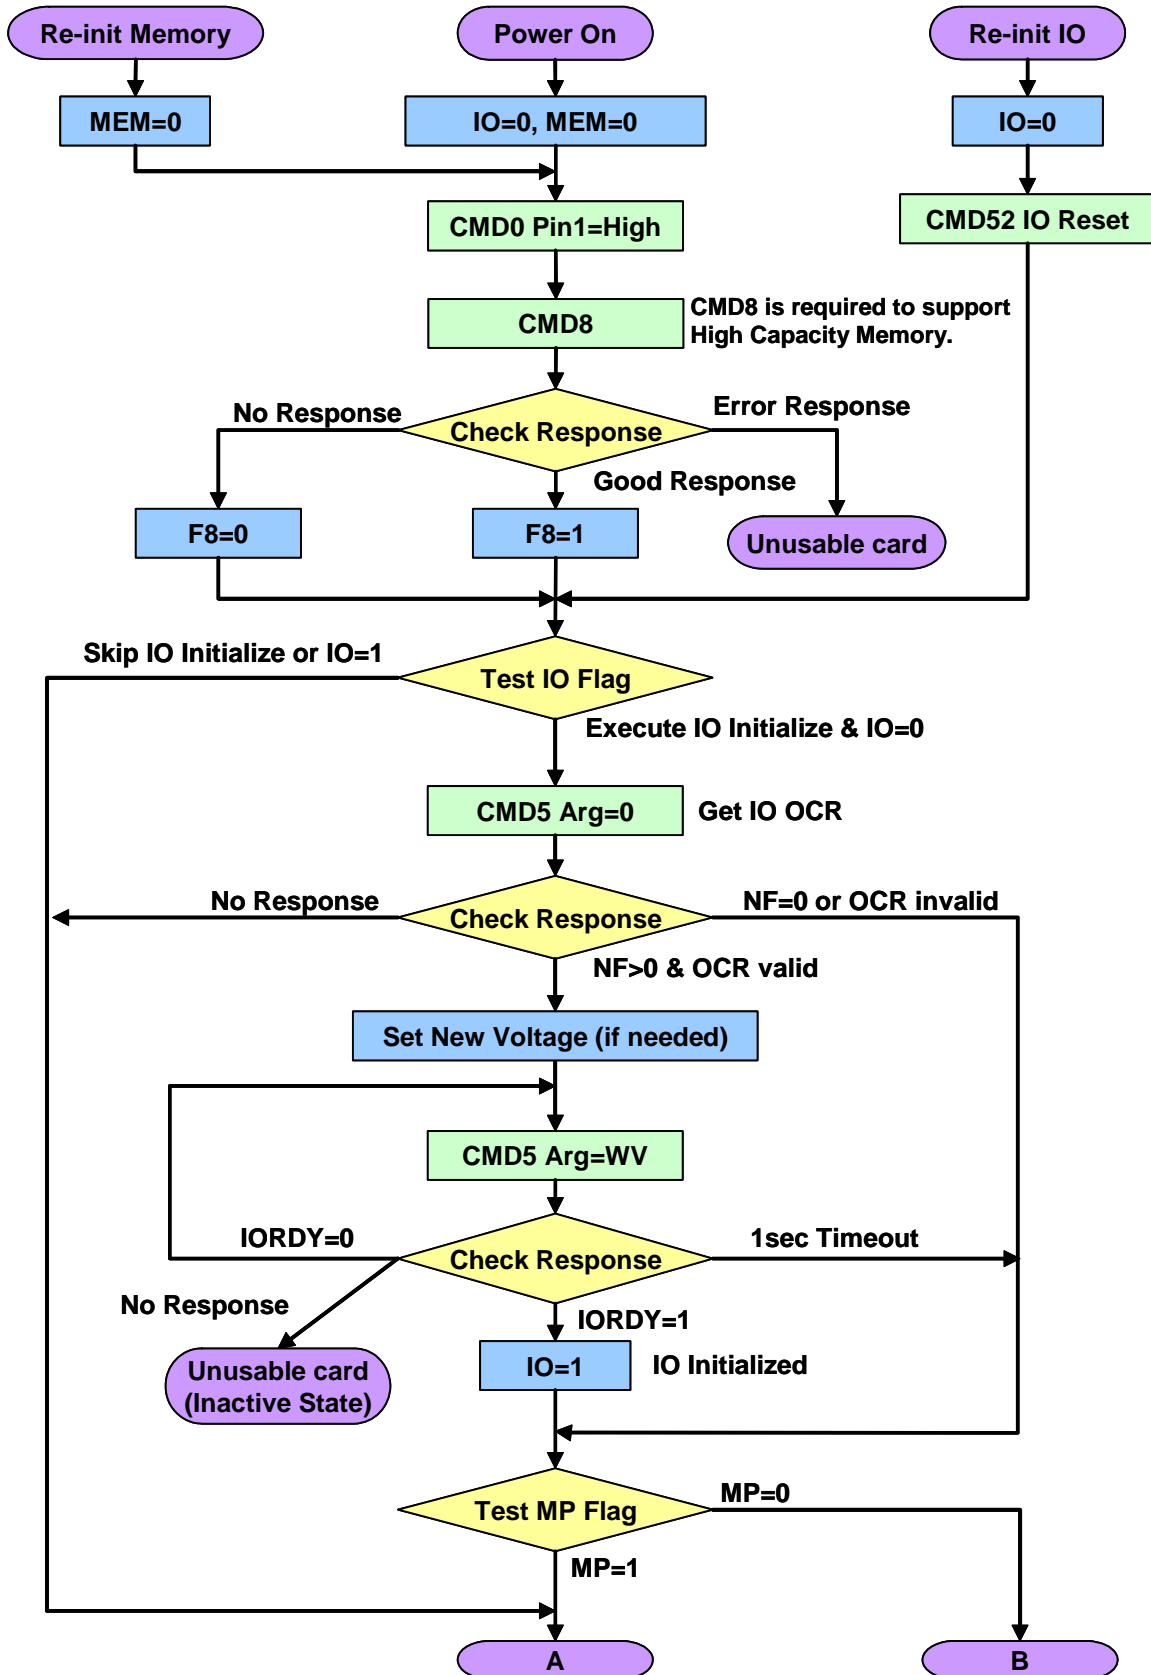 Re-init Memory
Power On
Re-init IO
MEM=0
IO=0, MEM=0
IO=0
CMD0 Pin1=High
CMD52 IO Reset
CMD8
CMD8 is required to support
High Capacity Memory.
No Response
Check Response
Error Response
Good Response
F8=0
F8=1
Unusable card
Skip IO Initialize or IO=1
Test IO Flag
Execute IO Initialize & IO=0
CMD5 Arg=0
Get IO OCR
No Response
Check Response
NF=0 or OCR invalid
NF>0 & OCR valid
Set New Voltage (if needed)
CMD5 Arg=WV
IORDY=0
Check Response
1sec Timeout
No Response
IORDY=1
Unusable card
(Inactive State)
IO=1
IO Initialized
Test MP Flag
MP=0
MP=1
A
B